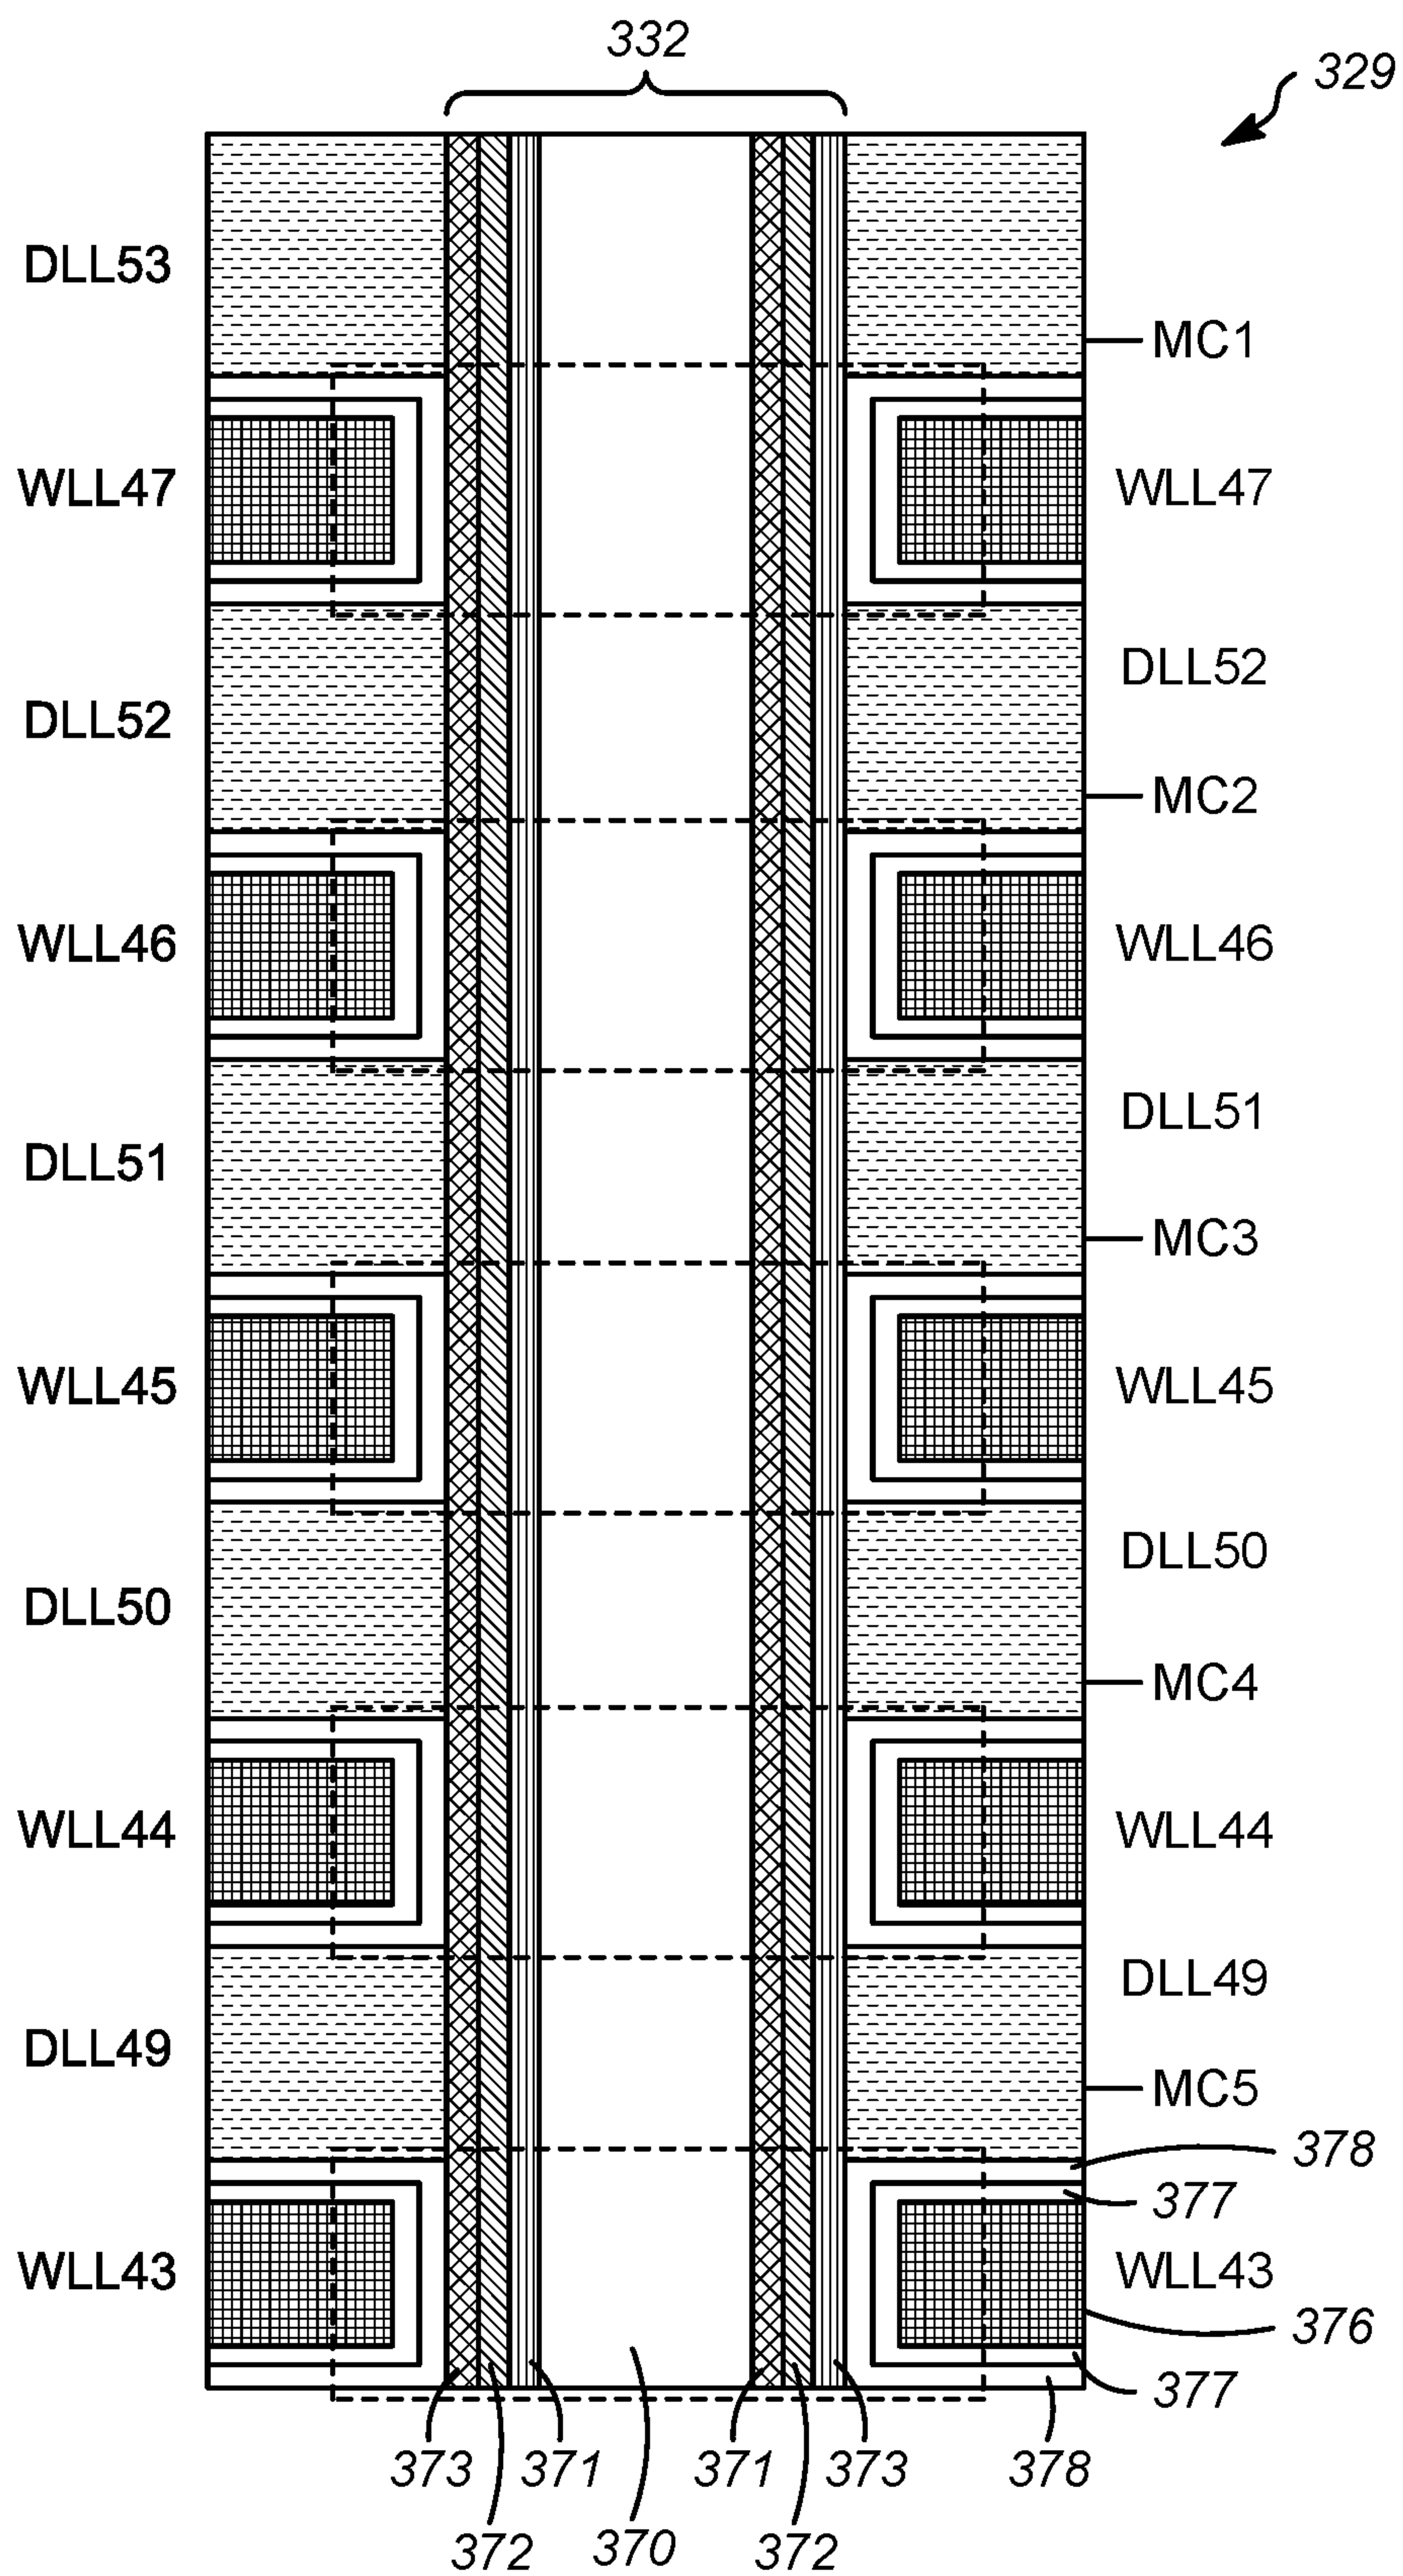 332
329
DLL53
MC1
WLL47 WLL47
DLL52
DLL52
MC2
WLL46 WLL46
DLL51
DLL51
MC3
WLL45 WLL45
DLL50
DLL50
MC4
WLL44 WLL44
DLL49
DLL49
MC5
378
377
WLL43 WLL43
376
377
373 371 371 373 378
372 370 372